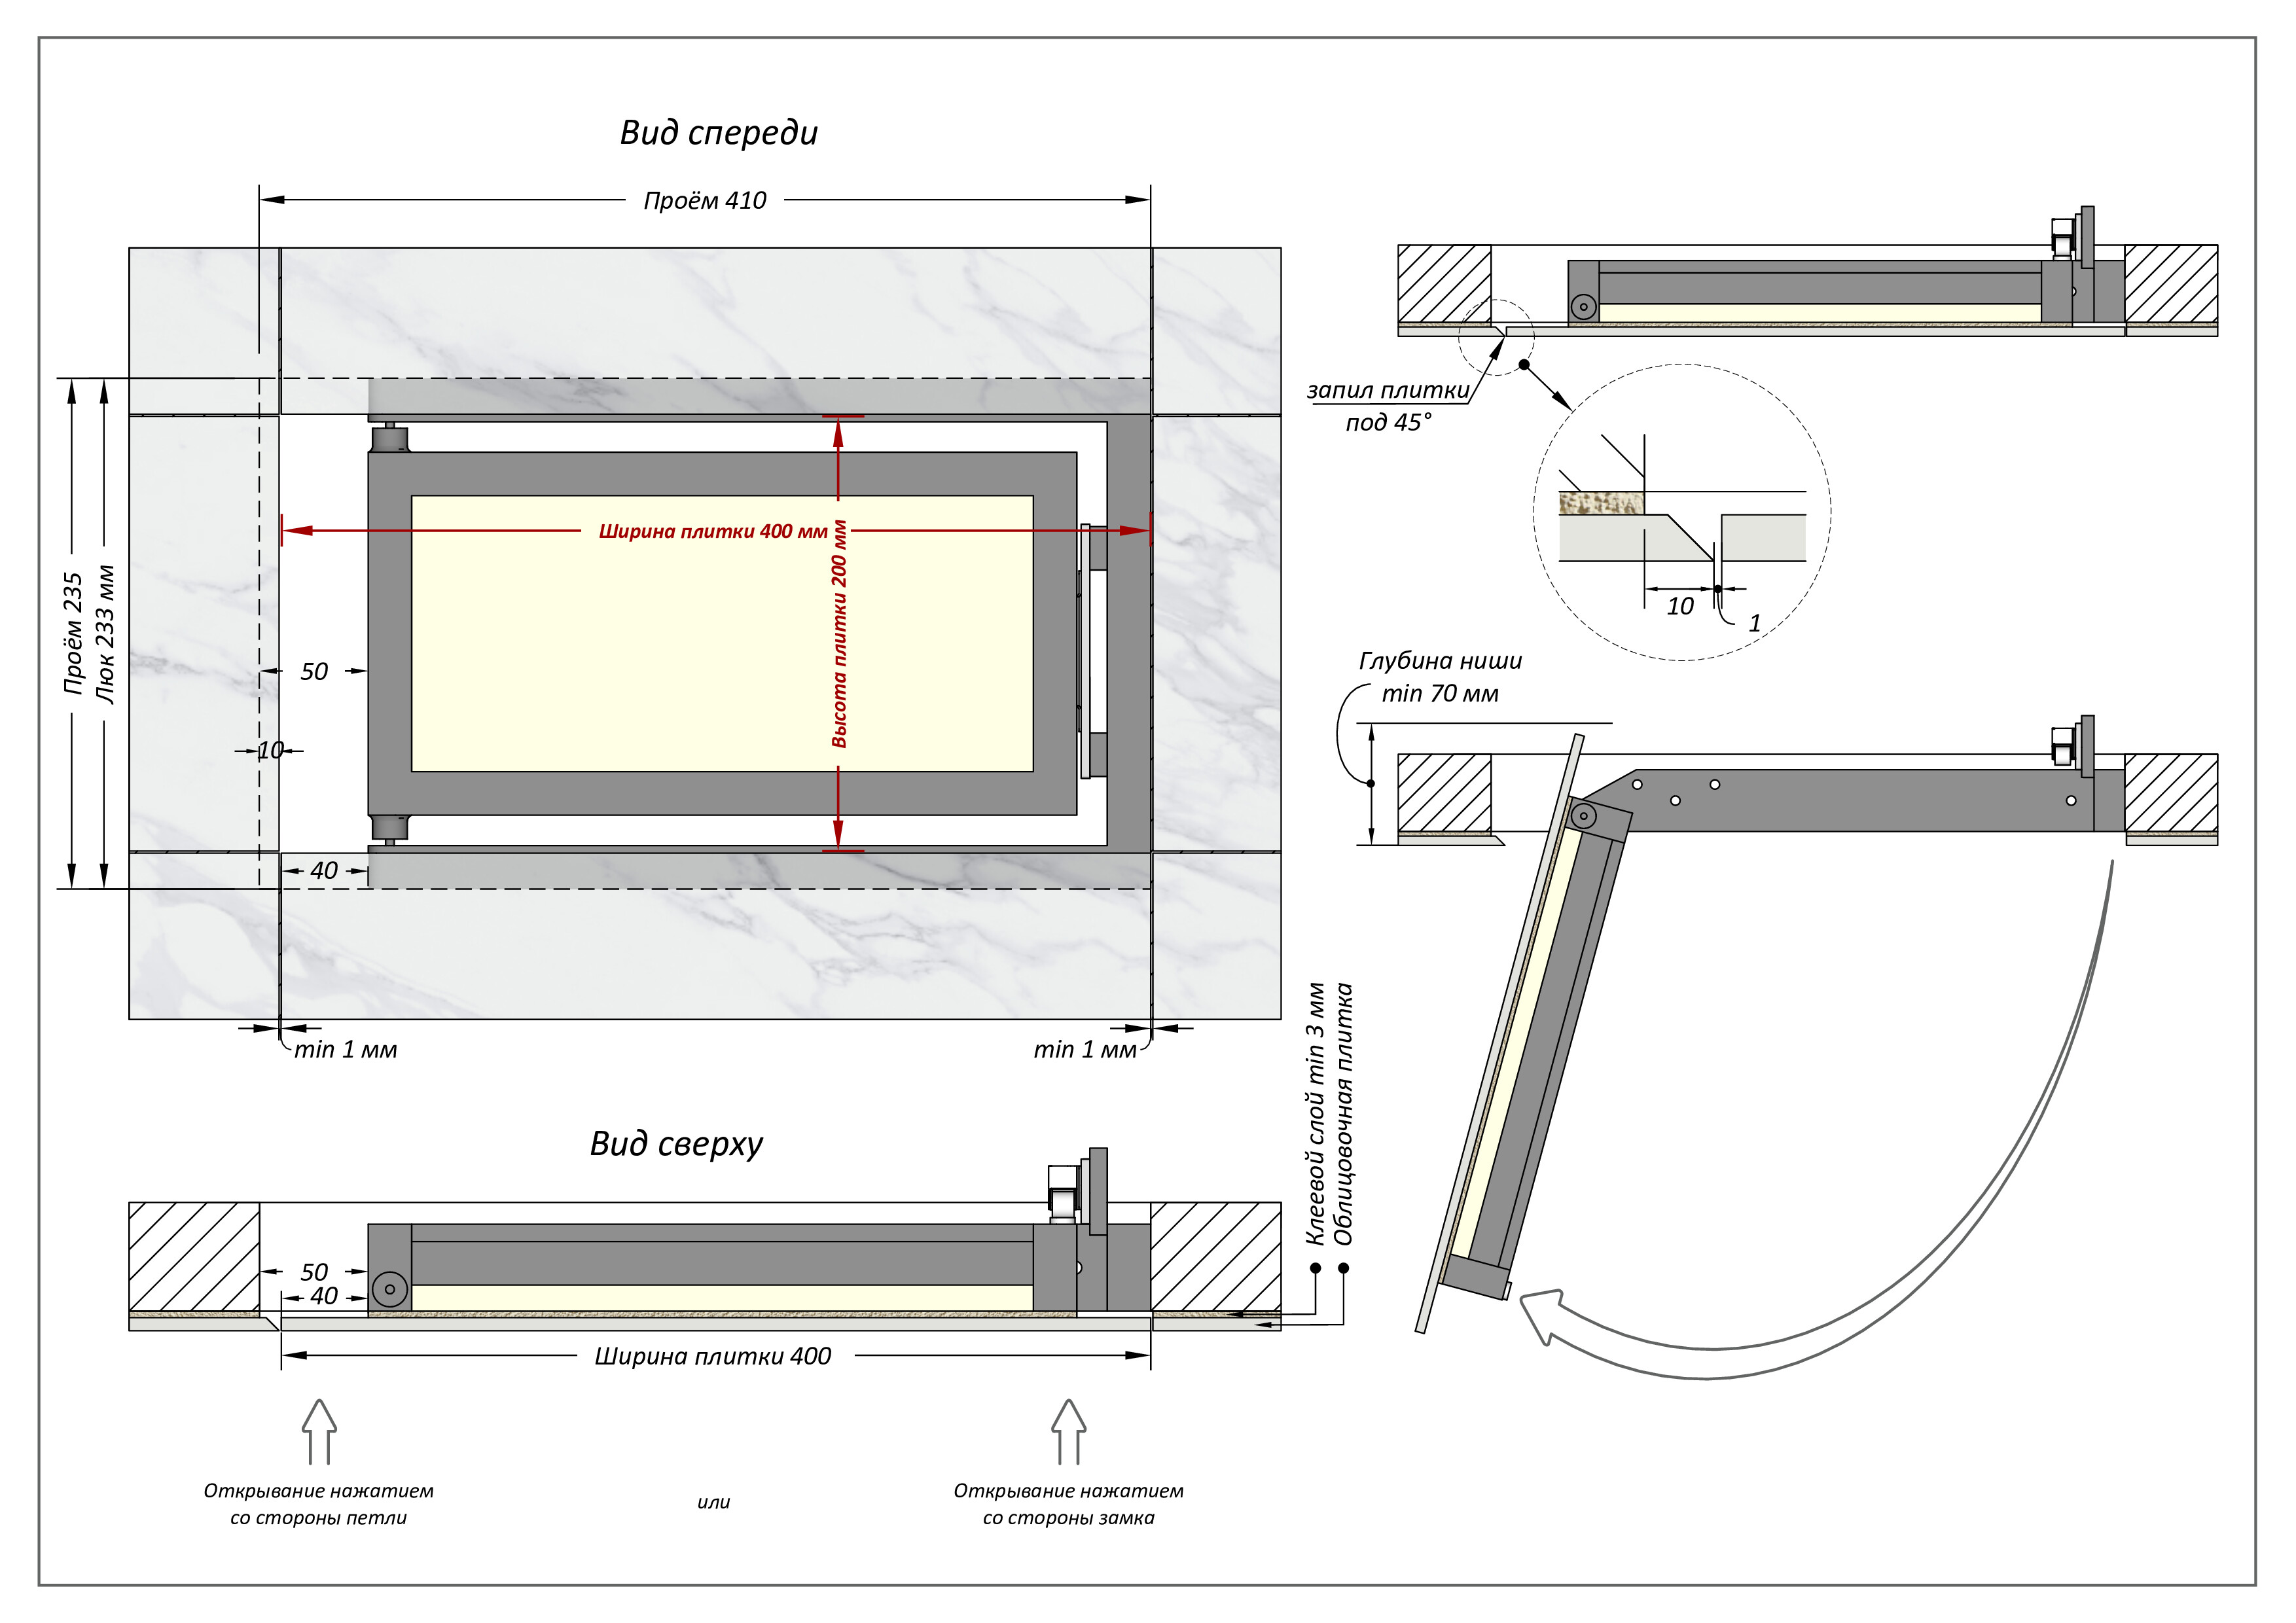 Вид спереди
Проём 410
Проём 235
Люк 233 мм
Ширина плитки 400 мм
Высота плитки 200 мм
50
10
40
min 1 мм
min 1 мм
запил плитки
под 45°
10
1
Глубина ниши
min 70 мм
Вид сверху
50
40
Ширина плитки 400
Клеевой слой min 3 мм
Облицовочная плитка
Открывание нажатием
со стороны петли
или
Открывание нажатием
со стороны замка